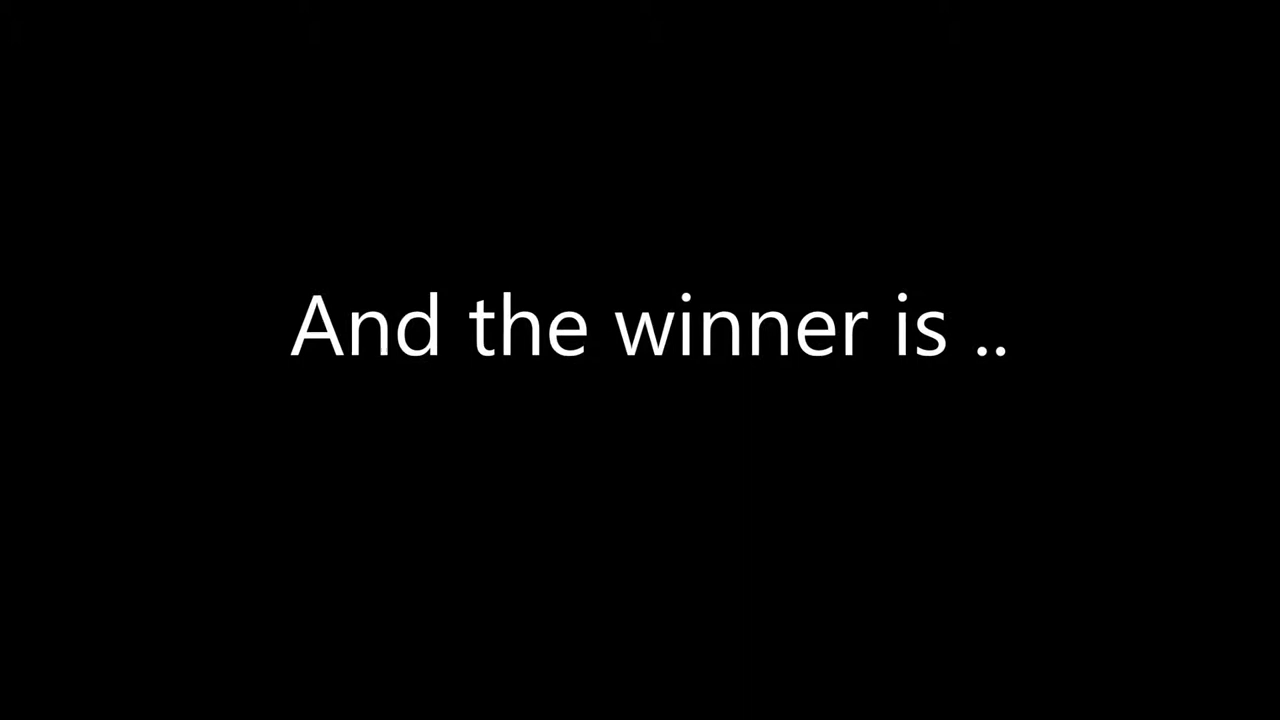 And the winner is ..